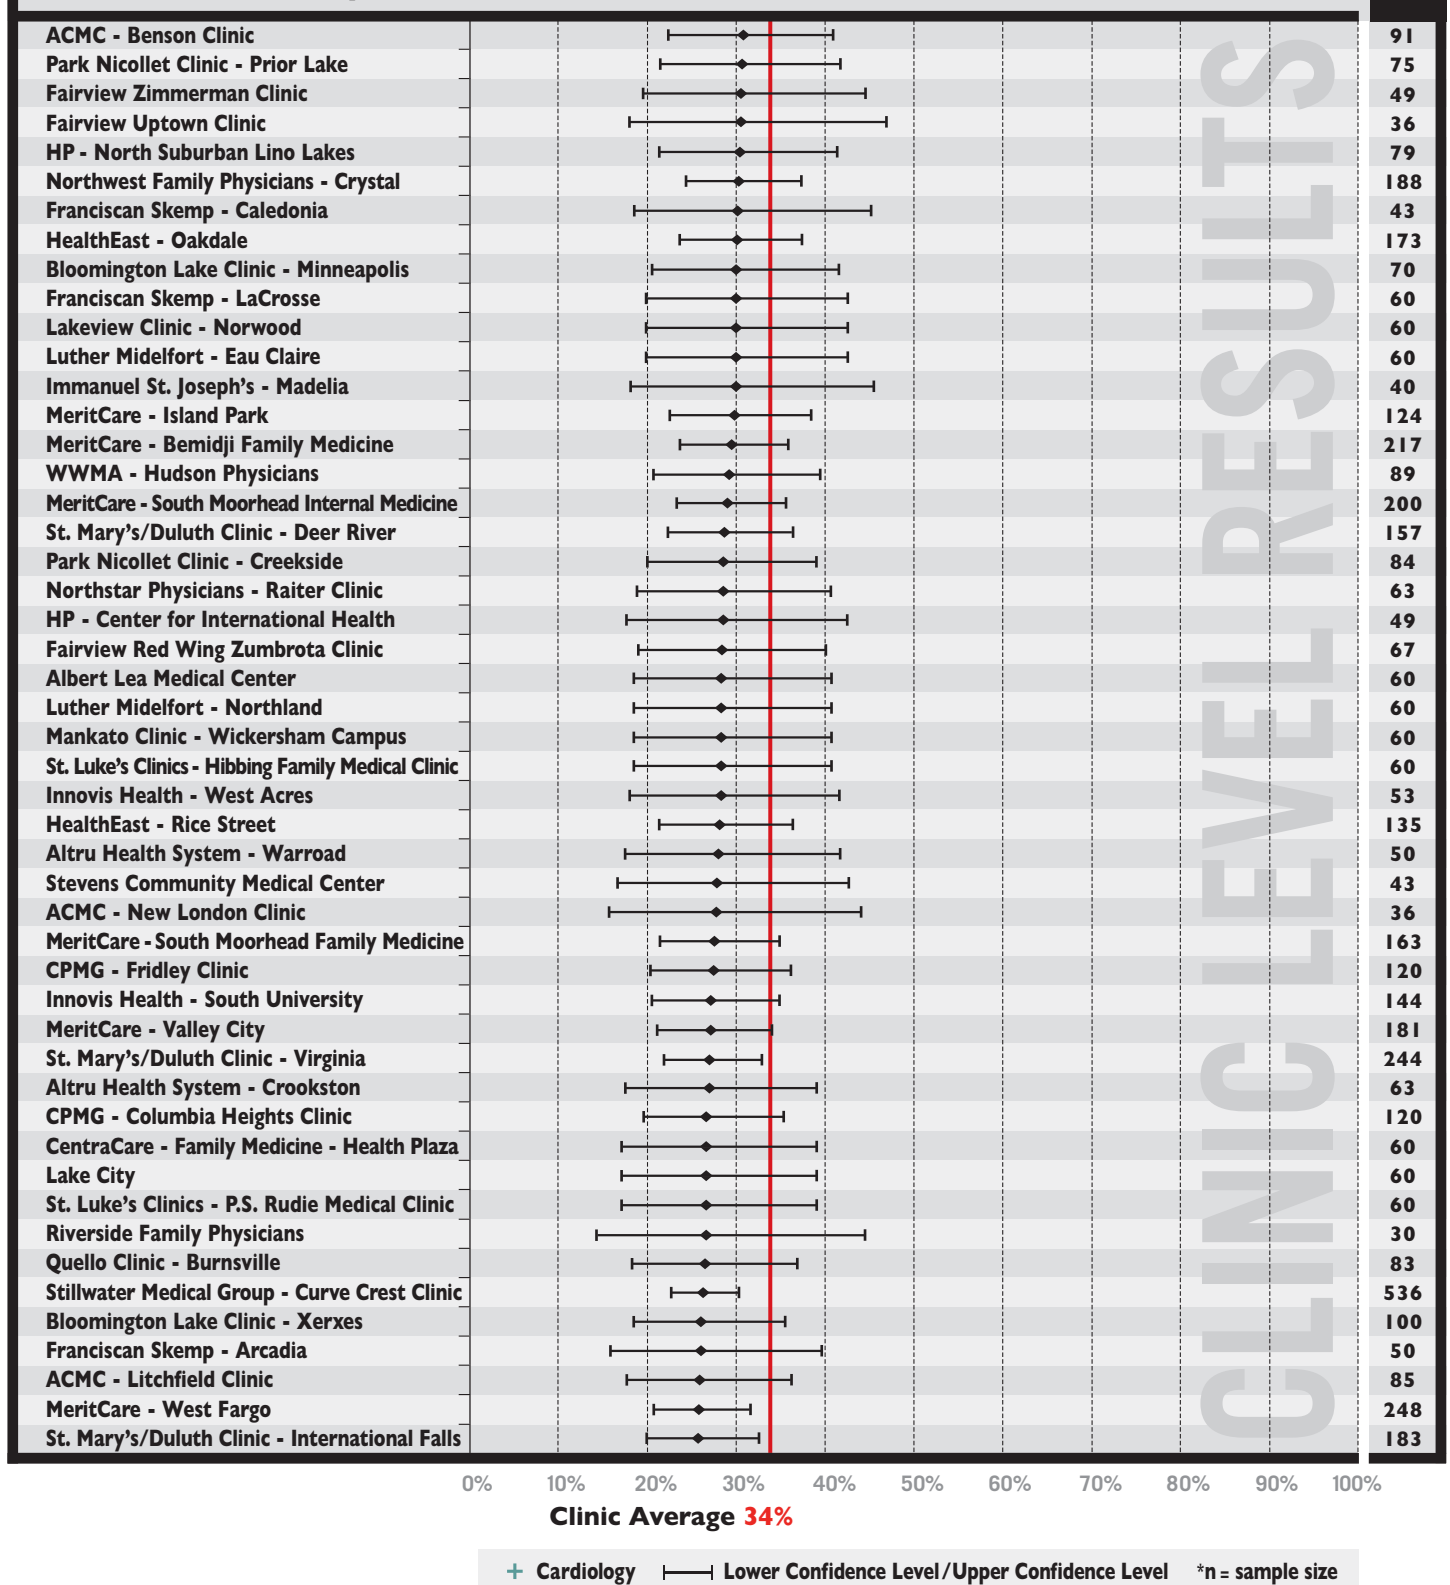 ACMC - Benson Clinic 91
Park Nicollet Clinic - Prior Lake 75
Fairview Zimmerman Clinic 49
Fairview Uptown Clinic 36
HP - North Suburban Lino Lakes 79
Northwest Family Physicians - Crystal 188
Franciscan Skemp - Caledonia 43
HealthEast - Oakdale 173
Bloomington Lake Clinic - Minneapolis 70
Franciscan Skemp - LaCrosse 60
Lakeview Clinic - Norwood 60
Luther Midelfort - Eau Claire 60
Immanuel St. Joseph's - Madelia 40
MeritCare - Island Park 124
MeritCare - Bemidji Family Medicine 217
WWMA - Hudson Physicians 89
MeritCare - South Moorhead Internal Medicine 200
St. Mary's/Duluth Clinic - Deer River 157
Park Nicollet Clinic - Creekside 84
Northstar Physicians - Raiter Clinic 63
HP - Center for International Health 49
Fairview Red Wing Zumbrota Clinic 67
Albert Lea Medical Center 60
Luther Midelfort - Northland 60
Mankato Clinic - Wickersham Campus 60
St. Luke's Clinics - Hibbing Family Medical Clinic 60
Innovis Health - West Acres 53
HealthEast - Rice Street 135
Altru Health System - Warroad 50
Stevens Community Medical Center 43
ACMC - New London Clinic 36
MeritCare - South Moorhead Family Medicine 163
CPMG - Fridley Clinic 120
Innovis Health - South University 144
MeritCare - Valley City 181
St. Mary's/Duluth Clinic - Virginia 244
Altru Health System - Crookston 63
CPMG - Columbia Heights Clinic 120
CentraCare - Family Medicine - Health Plaza 60
Lake City 60
St. Luke's Clinics - P.S. Rudie Medical Clinic 60
Riverside Family Physicians 30
Quello Clinic - Burnsville 83
Stillwater Medical Group - Curve Crest Clinic 536
Bloomington Lake Clinic - Xerxes 100
Franciscan Skemp - Arcadia 50
ACMC - Litchfield Clinic 85
MeritCare - West Fargo 248
St. Mary's/Duluth Clinic - International Falls 183
CLINIC LEVEL RESULTS
0% 10% 20% 30% 40% 50% 60% 70% 80% 90% 100%
Clinic Average 34%
+ Cardiology Lower Confidence Level/Upper Confidence Level *n = sample size